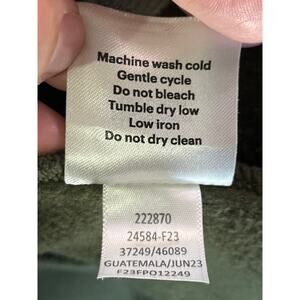 Machine wash cold
Gentle cycle
Do not bleach
Tumble dry low
Low iron
Do not dry clean
222870
24584-F23
37249/46089
GUATEMALA/JUN23
F23FPO12249